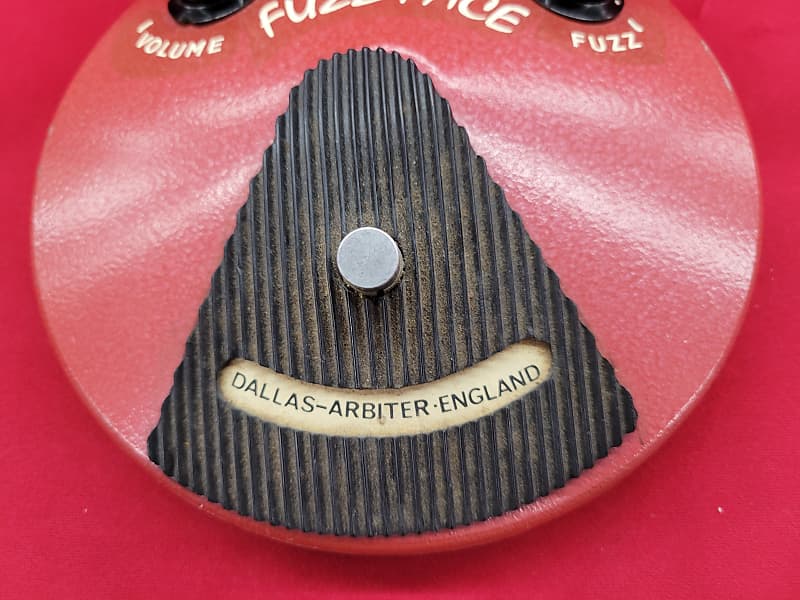 FUZZ FACE
VOLUME
FUZZ
DALLAS-ARBITER·ENGLAND